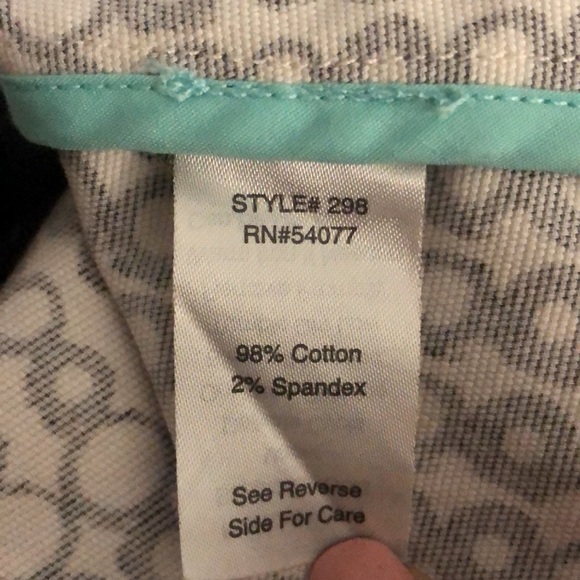 STYLE# 298
RN#54077
98% Cotton
2% Spandex
See Reverse
Side For Care